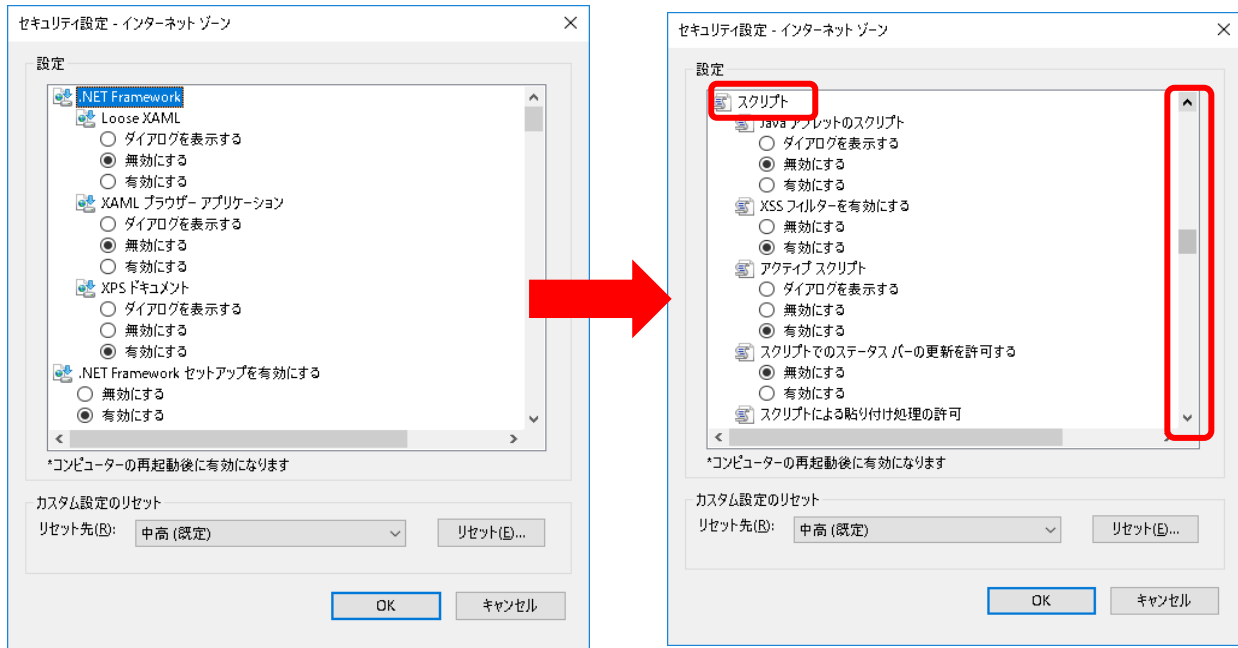 セキュリティ設定 - インターネット ゾーン
設定
.NET Framework
Loose XAML
ダイアログを表示する
無効にする
有効にする
XAML ブラウザー アプリケーション
ダイアログを表示する
無効にする
有効にする
XPS ドキュメント
ダイアログを表示する
無効にする
有効にする
.NET Framework セットアップを有効にする
無効にする
有効にする
*コンピューターの再起動後に有効になります
カスタム設定のリセット
リセット先(R): 中高 (既定) リセット(E)...
OK キャンセル
セキュリティ設定 - インターネット ゾーン
設定
スクリプト
Java アプレットのスクリプト
ダイアログを表示する
無効にする
有効にする
XSS フィルターを有効にする
無効にする
有効にする
アクティブ スクリプト
ダイアログを表示する
無効にする
有効にする
スクリプトでのステータス バーの更新を許可する
無効にする
有効にする
スクリプトによる貼り付け処理の許可
*コンピューターの再起動後に有効になります
カスタム設定のリセット
リセット先(R): 中高 (既定) リセット(E)...
OK キャンセル